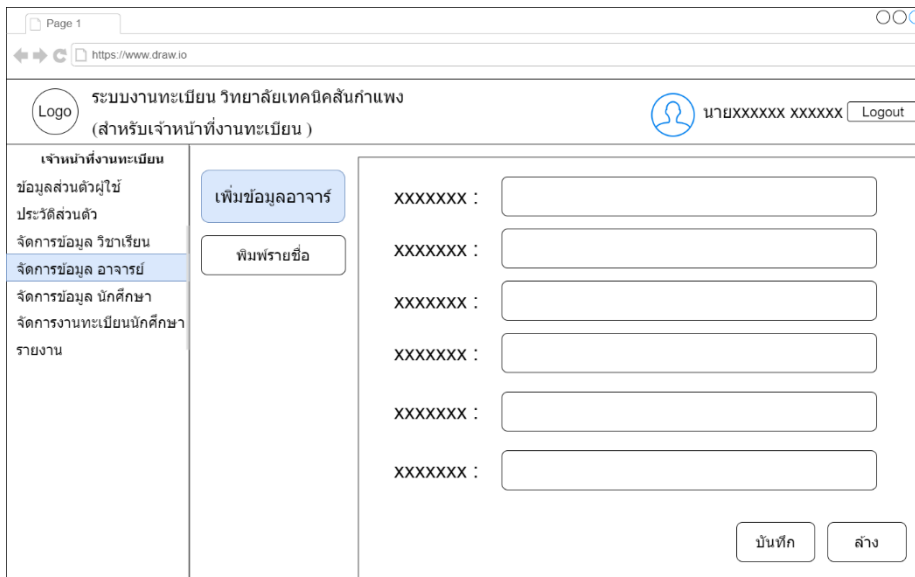 Page 1
https://www.draw.io
Logo
ระบบงานทะเบียน วิทยาลัยเทคนิคสันกำแพง
(สำหรับเจ้าหน้าที่งานทะเบียน )
นายxxxxxx xxxxxx
Logout
เจ้าหน้าที่งานทะเบียน
ข้อมูลส่วนตัวผู้ใช้
ประวัติส่วนตัว
จัดการข้อมูล วิชาเรียน
จัดการข้อมูล อาจารย์
จัดการข้อมูล นักศึกษา
จัดการงานทะเบียนนักศึกษา
รายงาน
เพิ่มข้อมูลอาจาร์
พิมพ์รายชื่อ
xxxxxxx :
xxxxxxx :
xxxxxxx :
xxxxxxx :
xxxxxxx :
xxxxxxx :
บันทึก
ล้าง